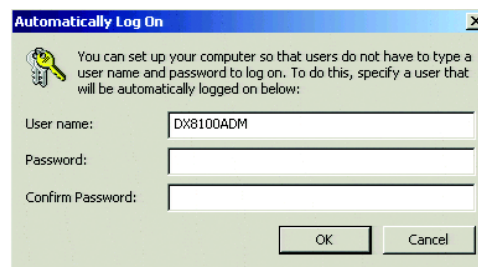 Automatically Log On
You can set up your computer so that users do not have to type a
user name and password to log on. To do this, specify a user that
will be automatically logged on below:
User name:
DX8100ADM
Password:
Confirm Password:
OK
Cancel